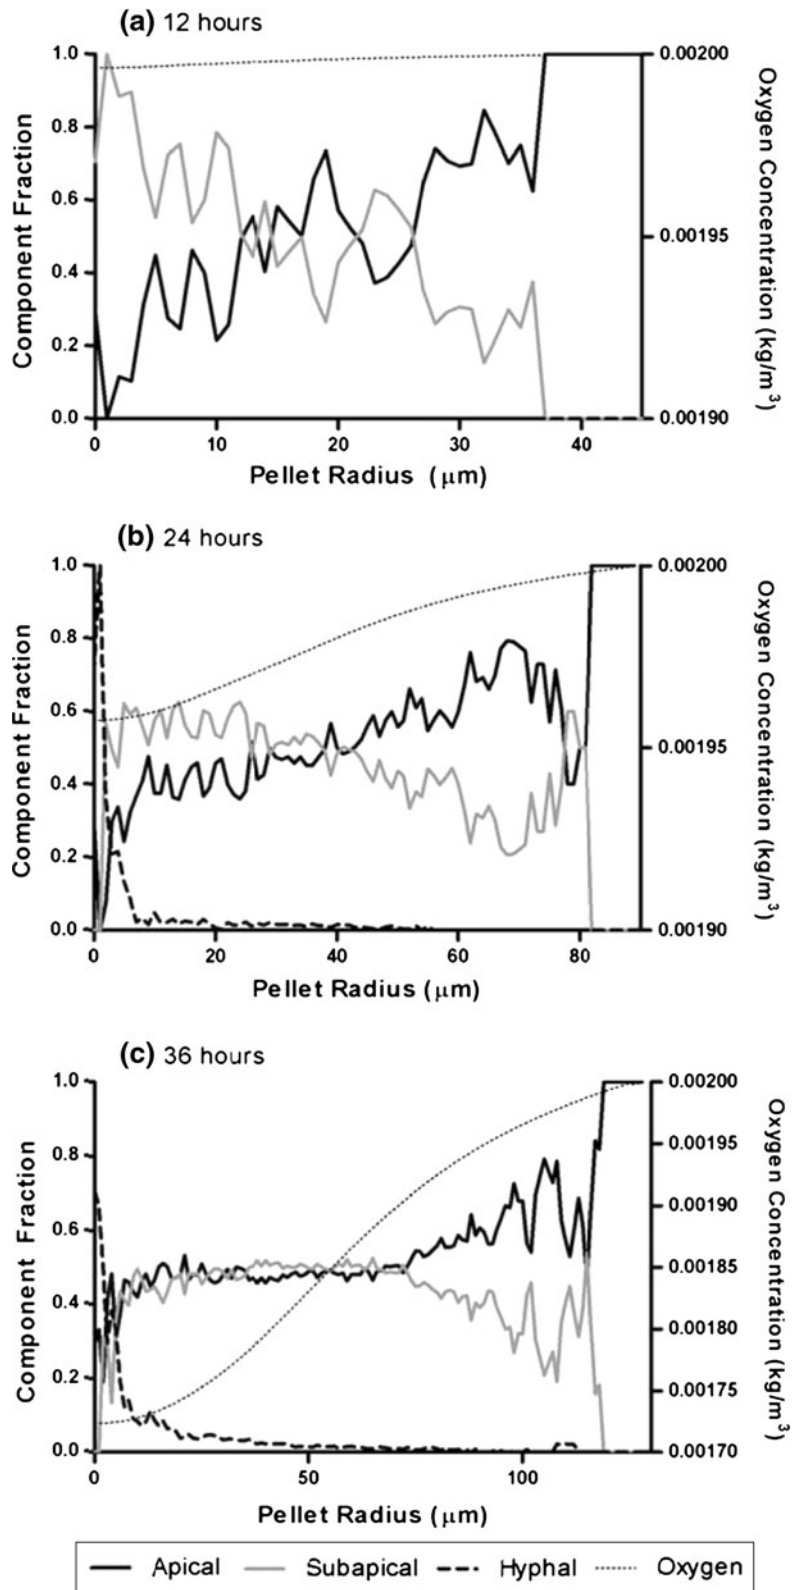 (a) 12 hours
1.0
0.8
0.6
0.4
0.2
0.0
Component Fraction
0.00200
0.00195
0.00190
Oxygen Concentration (kg/m³)
0 10 20 30 40
Pellet Radius (μm)
(b) 24 hours
1.0
0.8
0.6
0.4
0.2
0.0
Component Fraction
0.00200
0.00195
0.00190
Oxygen Concentration (kg/m³)
0 20 40 60 80
Pellet Radius (μm)
(c) 36 hours
1.0
0.8
0.6
0.4
0.2
0.0
Component Fraction
0.00200
0.00195
0.00190
0.00185
0.00180
0.00175
0.00170
Oxygen Concentration (kg/m³)
0 50 100
Pellet Radius (μm)
Apical Subapical Hyphal Oxygen